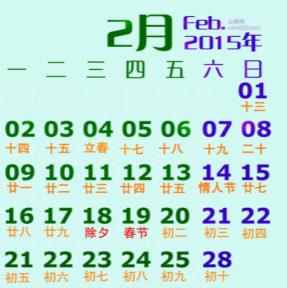 2月 Feb.
2015年
一 二 三 四 五 六 日
01
十三
02 03 04 05 06 07 08
十四 十五 立春 十七 十八 十九 二十
09 10 11 12 13 14 15
廿一 廿二 廿三 廿四 廿五 情人节 廿七
16 17 18 19 20 21 22
廿八 廿九 除夕 春节 初二 初三 初四
21 22 23 24 25 28
初五 初六 初七 初八 初九 初十